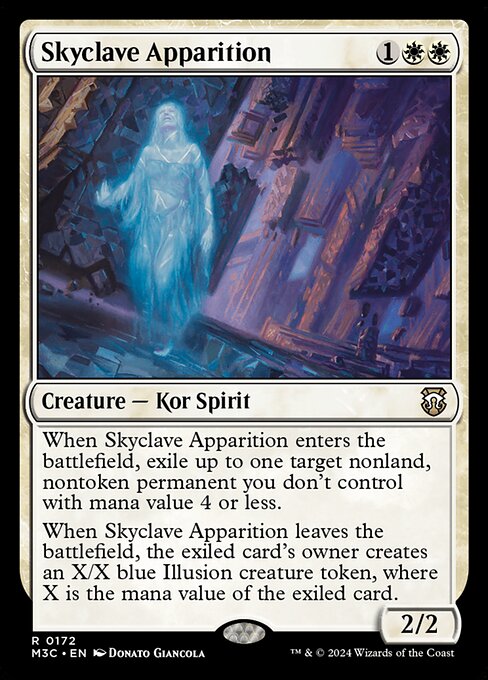 Skyclave Apparition 1
Creature — Kor Spirit
When Skyclave Apparition enters the
battlefield, exile up to one target nonland,
nontoken permanent you don't control
with mana value 4 or less.
When Skyclave Apparition leaves the
battlefield, the exiled card's owner creates
an X/X blue Illusion creature token, where
X is the mana value of the exiled card.
2/2
R 0172
M3C • EN Donato Giancola
™ & © 2024 Wizards of the Coast